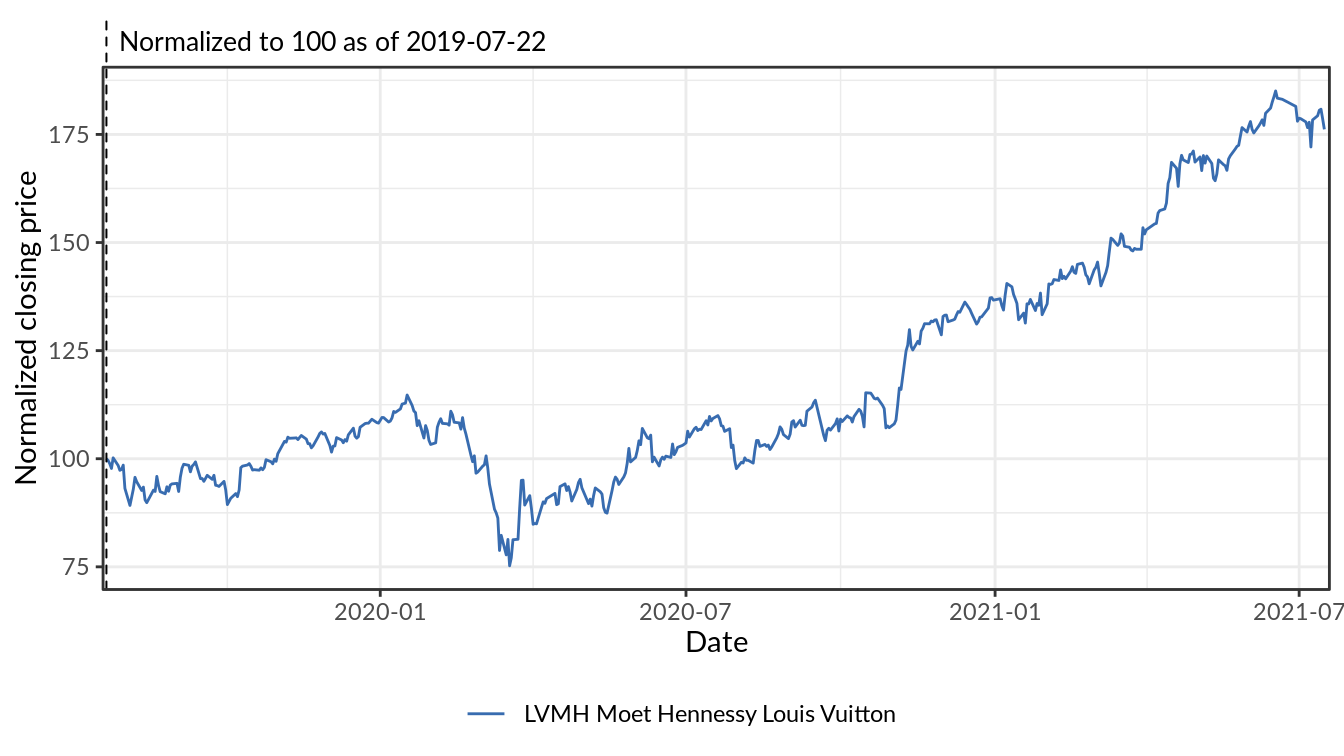 Normalized to 100 as of 2019-07-22
Normalized closing price
175
150
125
100
75
2020-01
2020-07
2021-01
2021-07
Date
LVMH Moet Hennessy Louis Vuitton